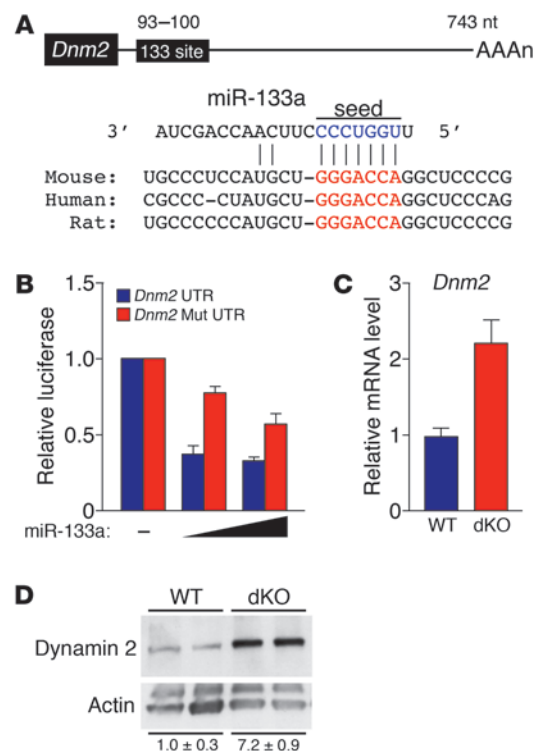 A
93–100
743 nt
Dnm2
133 site
AAAn
miR-133a
seed
3' AUCGACCAACUUCCCCUGGUU 5'
Mouse: UGCCCUCCAUGCU-GGGACCAGGCUCCCCG
Human: CGCCC-CUAUGCU-GGGACCAGGCUCCCAG
Rat: UGCCCCCCAUGCU-GGGACCAGGCUCCCCG
B
Dnm2 UTR
Dnm2 Mut UTR
Relative luciferase
1.5
1.0
0.5
0
miR-133a:
–
C
Dnm2
Relative mRNA level
3
2
1
0
WT
dKO
D
WT
dKO
Dynamin 2
Actin
1.0 ± 0.3
7.2 ± 0.9